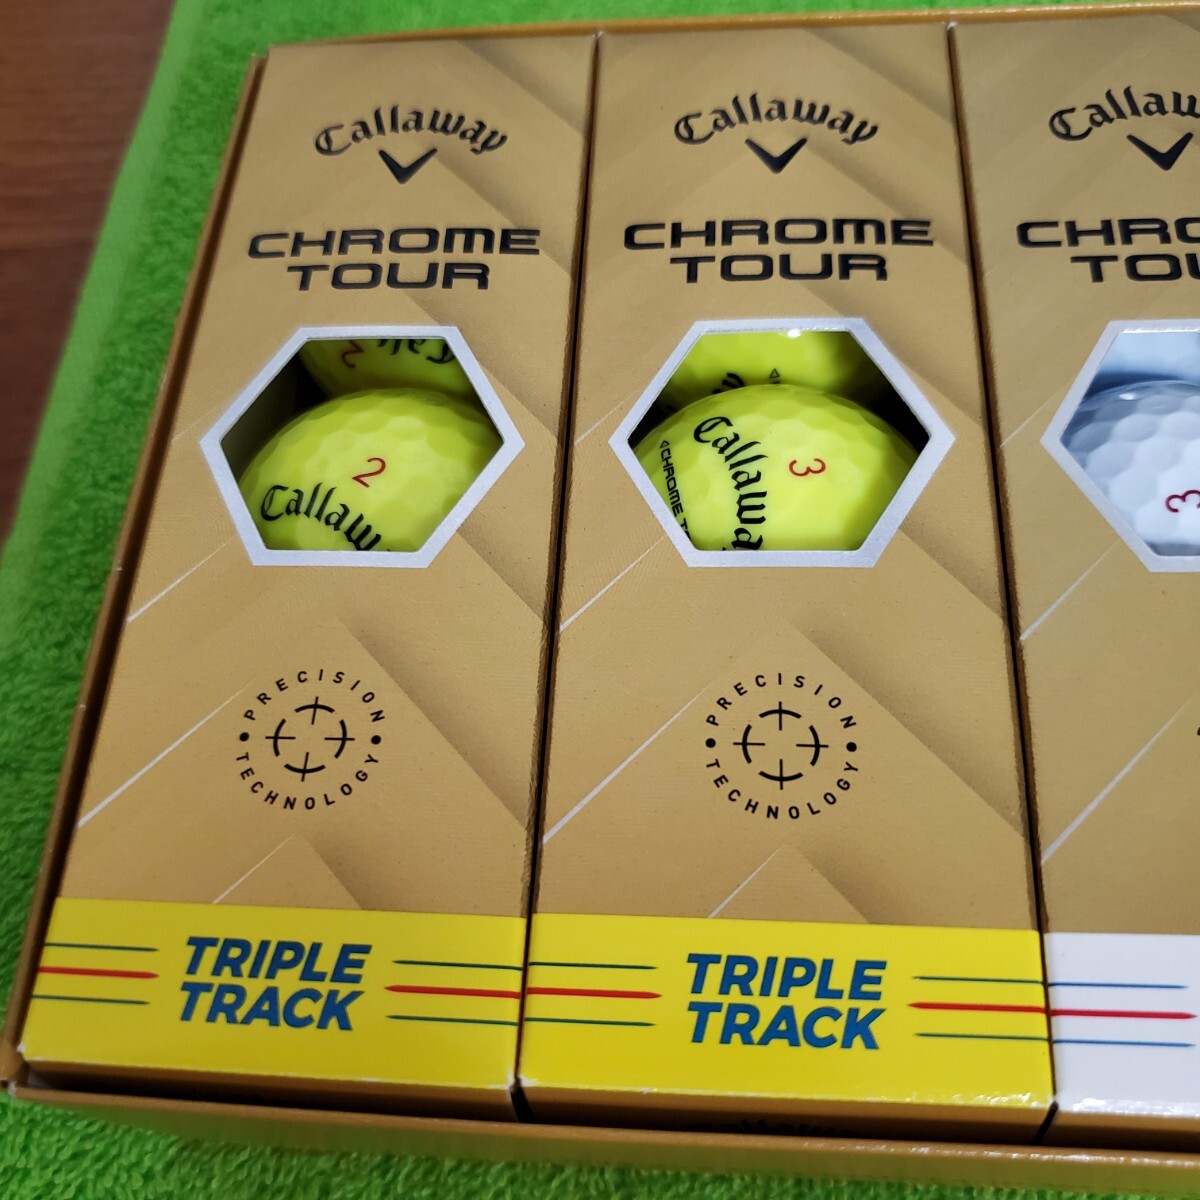 Callaway
CHROME
TOUR
2
2
Callaw
PRECISION
TECHNOLOGY
TRIPLE
TRACK
Callaway
CHROME
TOUR
Callaway
3
CHROME T
PRECISION
TECHNOLOGY
TRIPLE
TRACK
Callaw
CHRO
TOU
3